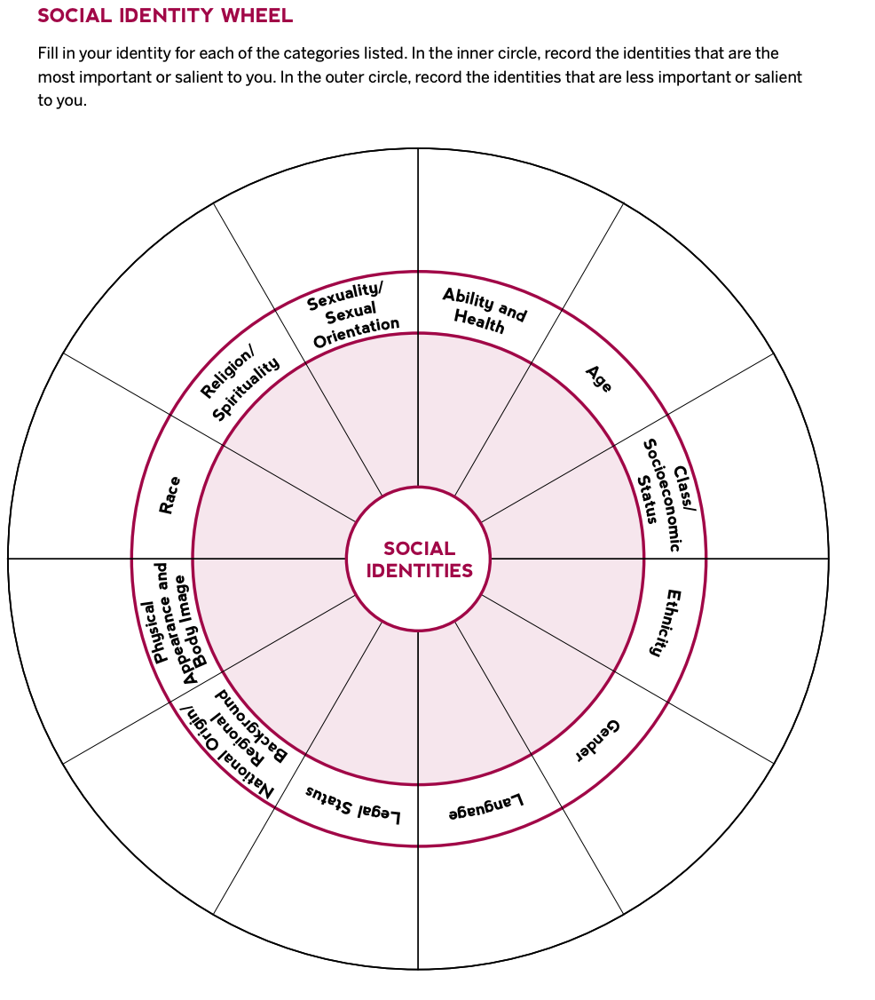 SOCIAL IDENTITY WHEEL
Fill in your identity for each of the categories listed. In the inner circle, record the identities that are the
most important or salient to you. In the outer circle, record the identities that are less important or salient
to you.
Ability and
Health
Age
Class/
Socioeconomic
Status
Ethnicity
Gender
Language
Legal Status
National Origin/
Regional
Background
Physical
Appearance and
Body Image
Race
Religion/
Spirituality
Sexuality/
Sexual
Orientation
SOCIAL
IDENTITIES